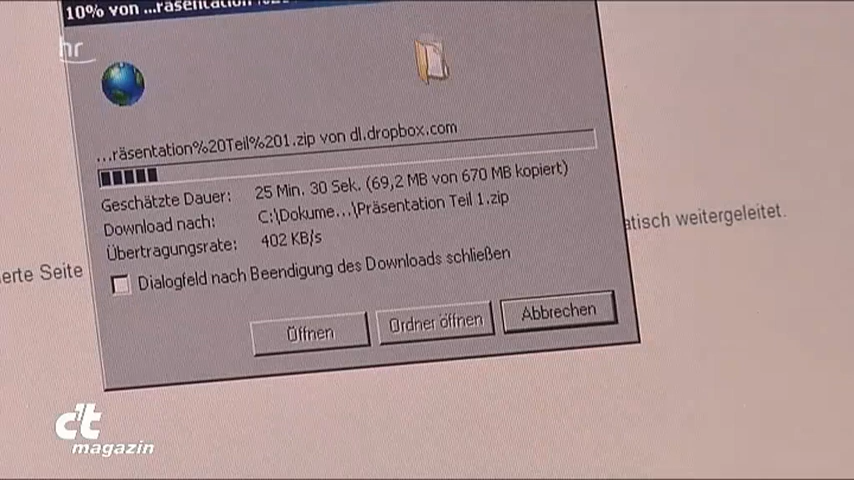 10% von ...räsentation
hr
...räsentation%20Teil%201.zip von dl.dropbox.com
Geschätzte Dauer: 25 Min. 30 Sek. (69,2 MB von 670 MB kopiert)
Download nach: C:\Dokume...\Präsentation Teil 1.zip
Übertragungsrate: 402 KB/s
Dialogfeld nach Beendigung des Downloads schließen
erte Seite
atisch weitergeleitet.
Öffnen Ordner öffnen Abbrechen
c't
magazin